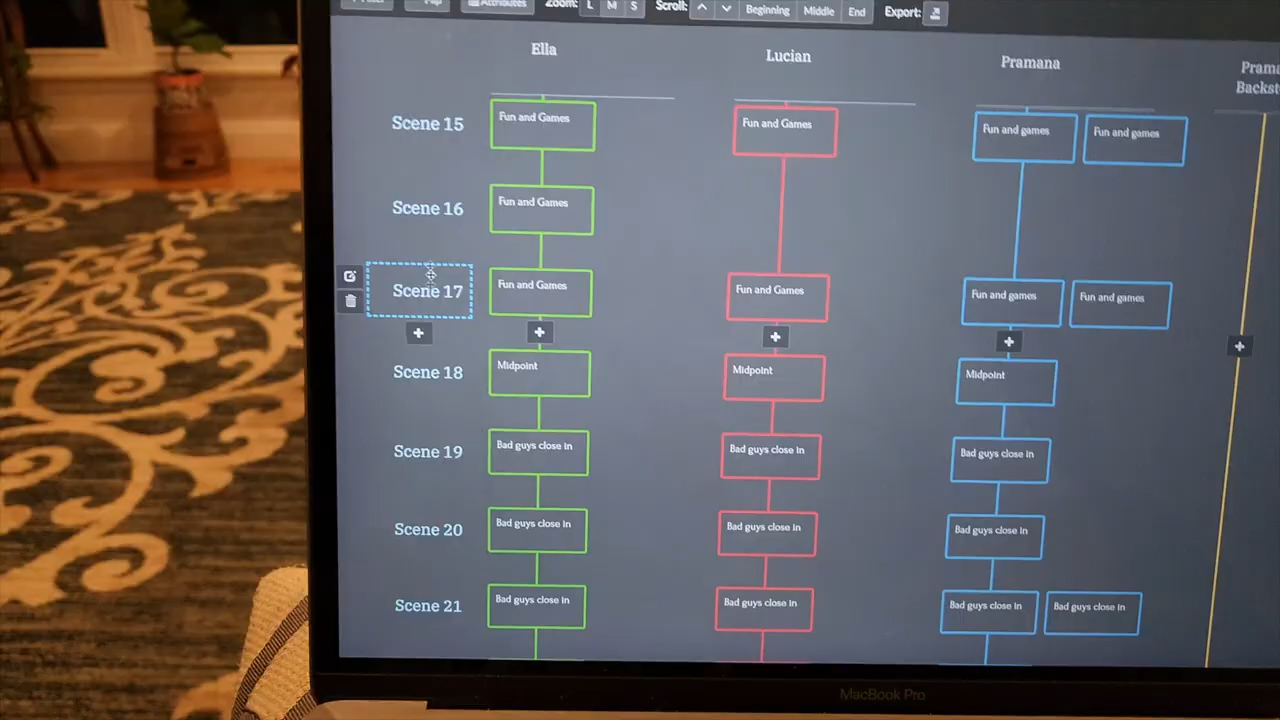 Attributes Zoom: L M S Scroll: Beginning Middle End Export:
Ella Lucian Pramana
Scene 15 Fun and Games Fun and Games Fun and games Fun and games
Scene 16 Fun and Games
Scene 17 Fun and Games Fun and Games Fun and games Fun and games
Scene 18 Midpoint Midpoint Midpoint
Scene 19 Bad guys close in Bad guys close in Bad guys close in
Scene 20 Bad guys close in Bad guys close in Bad guys close in
Scene 21 Bad guys close in Bad guys close in Bad guys close in Bad guys close in
MacBook Pro